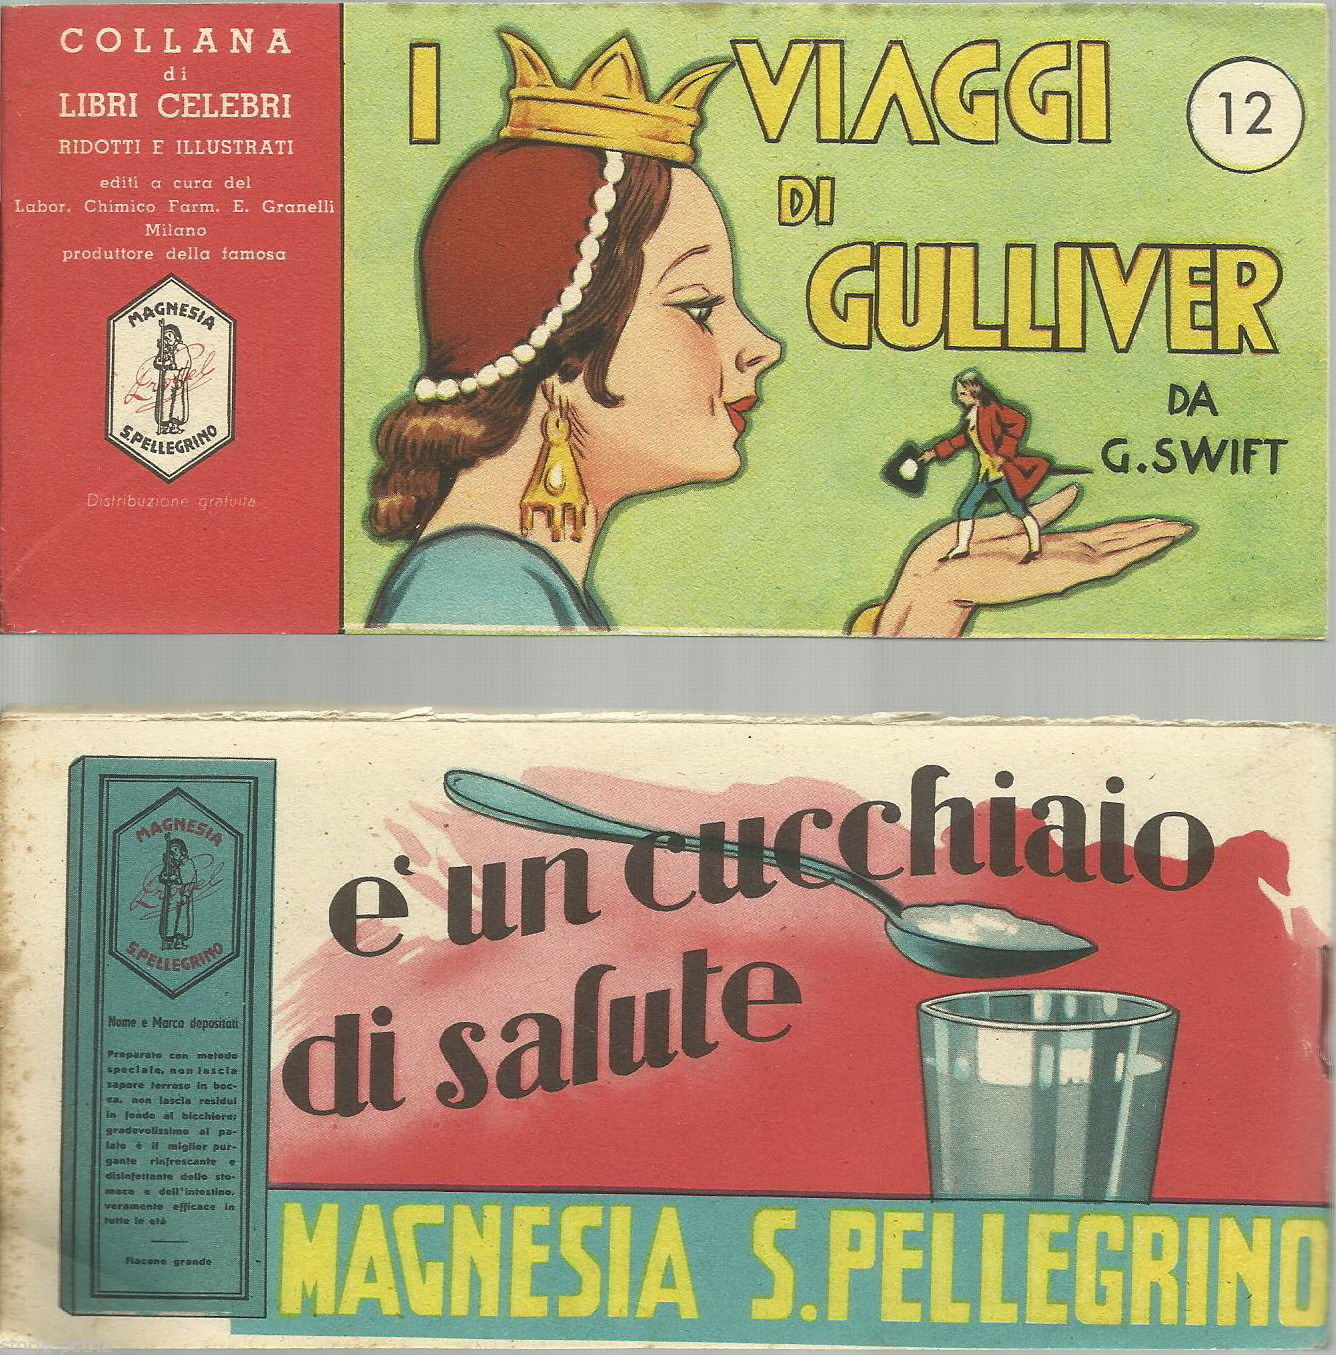 COLLANA
di
LIBRI CELEBRI
RIDOTTI E ILLUSTRATI
editi a cura del
Labor. Chimico Farm. E. Granelli
Milano
produttore della famosa
MAGNESIA
S.PELLEGRINO
Distribuzione gratuita
I VIAGGI
DI
GULLIVER
12
DA
G.SWIFT
MAGNESIA
S.PELLEGRINO
Nome e Marca depositati
Preparato con metodo
speciale, non lascia
sapore terroso in boc-
ca, non lascia residui
in fondo al bicchiere;
gradevolissimo al pa-
lato è il miglior pur-
gante rinfrescante e
disinfettante dello sto-
maco e dell'intestino,
veramente efficace in
tutte le età
Flacone grande
e' un cucchiaio
di salute
MAGNESIA S.PELLEGRINO